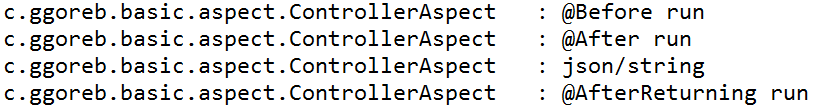 c.ggoreb.basic.aspect.ControllerAspect : @Before run
c.ggoreb.basic.aspect.ControllerAspect : @After run
c.ggoreb.basic.aspect.ControllerAspect : json/string
c.ggoreb.basic.aspect.ControllerAspect : @AfterReturning run